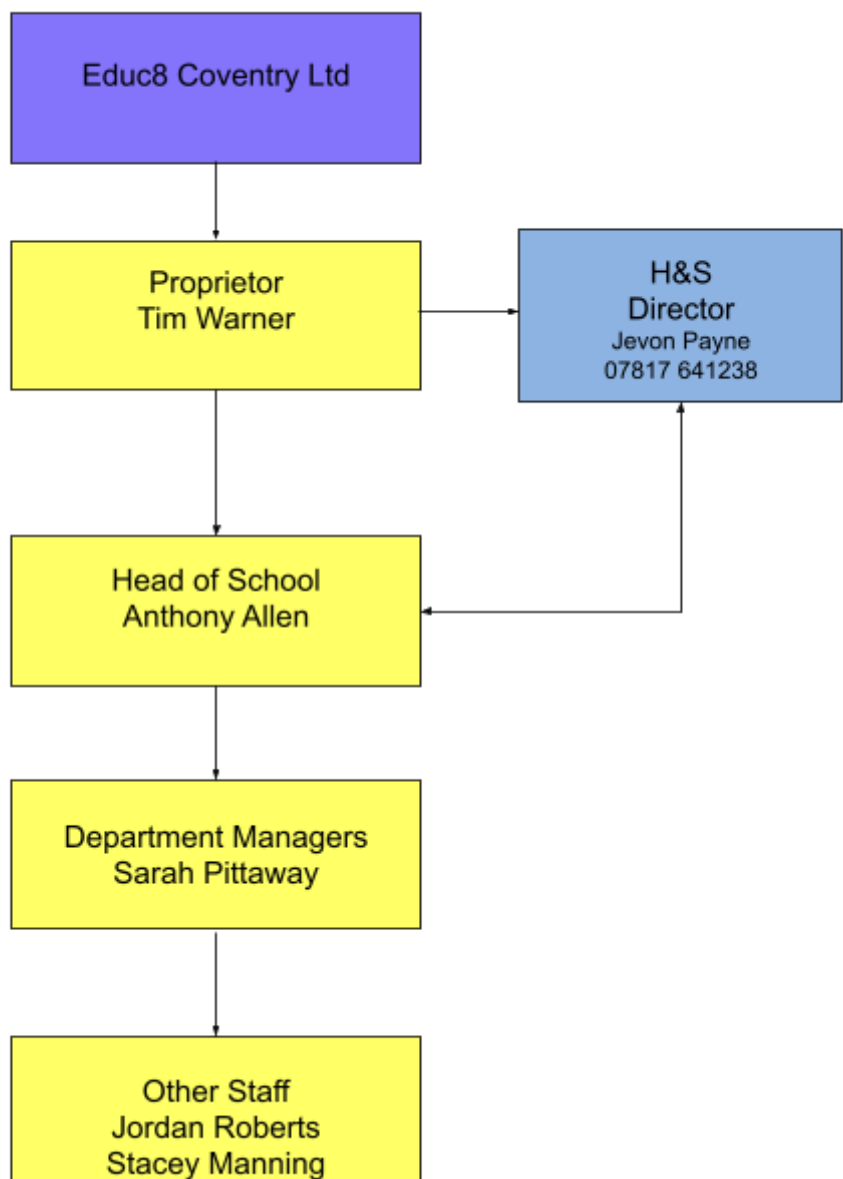 Educ8 Coventry Ltd
Proprietor
Tim Warner
H&S
Director
Jevon Payne
07817 641238
Head of School
Anthony Allen
Department Managers
Sarah Pittaway
Other Staff
Jordan Roberts
Stacey Manning